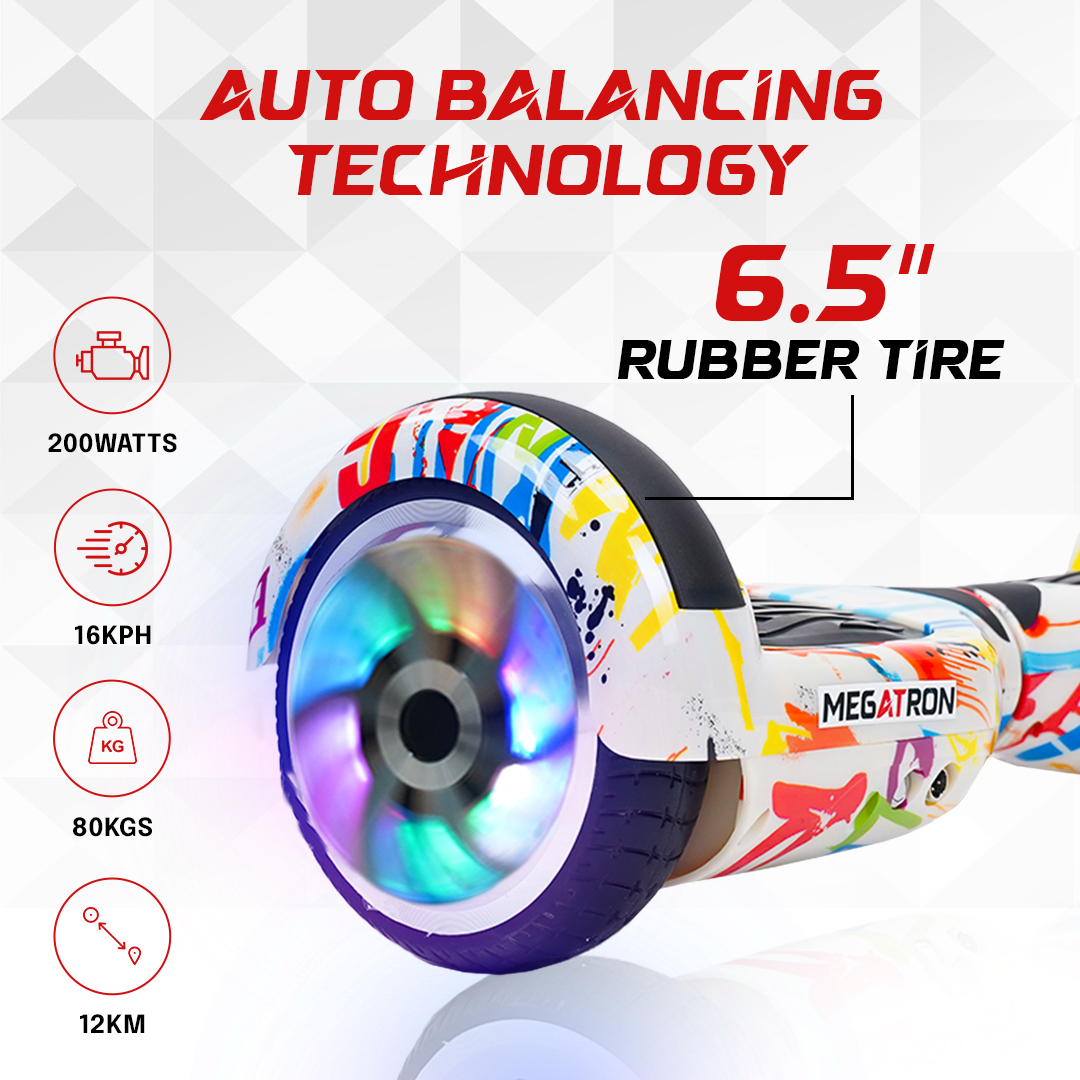 AUTO BALANCING
TECHNOLOGY
6.5"
RUBBER TIRE
200WATTS
16KPH
KG
80KGS
12KM
MEGATRON